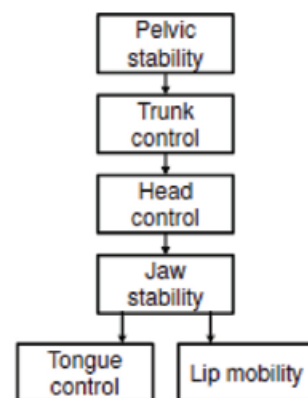 Pelvic
stability
Trunk
control
Head
control
Jaw
stability
Tongue
control
Lip mobility